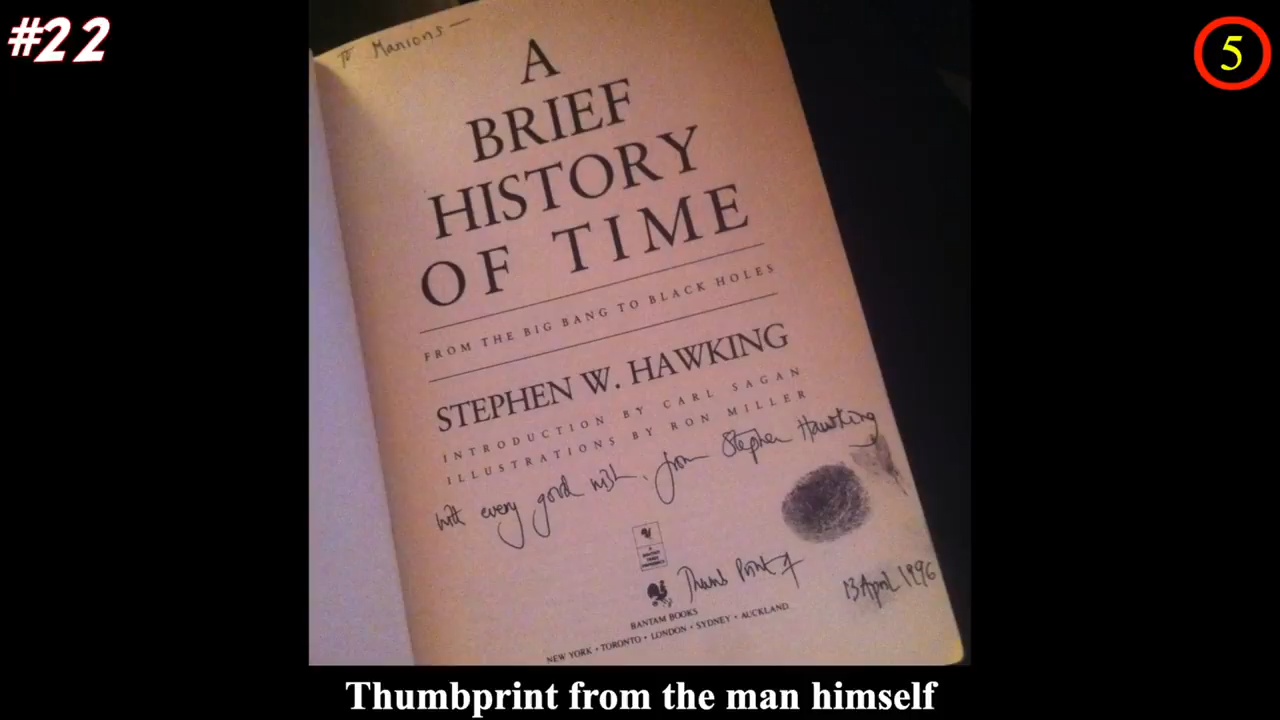 #22
5
To Manions —
A
BRIEF
HISTORY
OF TIME
FROM THE BIG BANG TO BLACK HOLES
STEPHEN W. HAWKING
INTRODUCTION BY CARL SAGAN
ILLUSTRATIONS BY RON MILLER
with every good wish, from Stephen Hawking
Thumb Print
13 April 1996
BANTAM BOOKS
NEW YORK • TORONTO • LONDON • SYDNEY • AUCKLAND
Thumbprint from the man himself